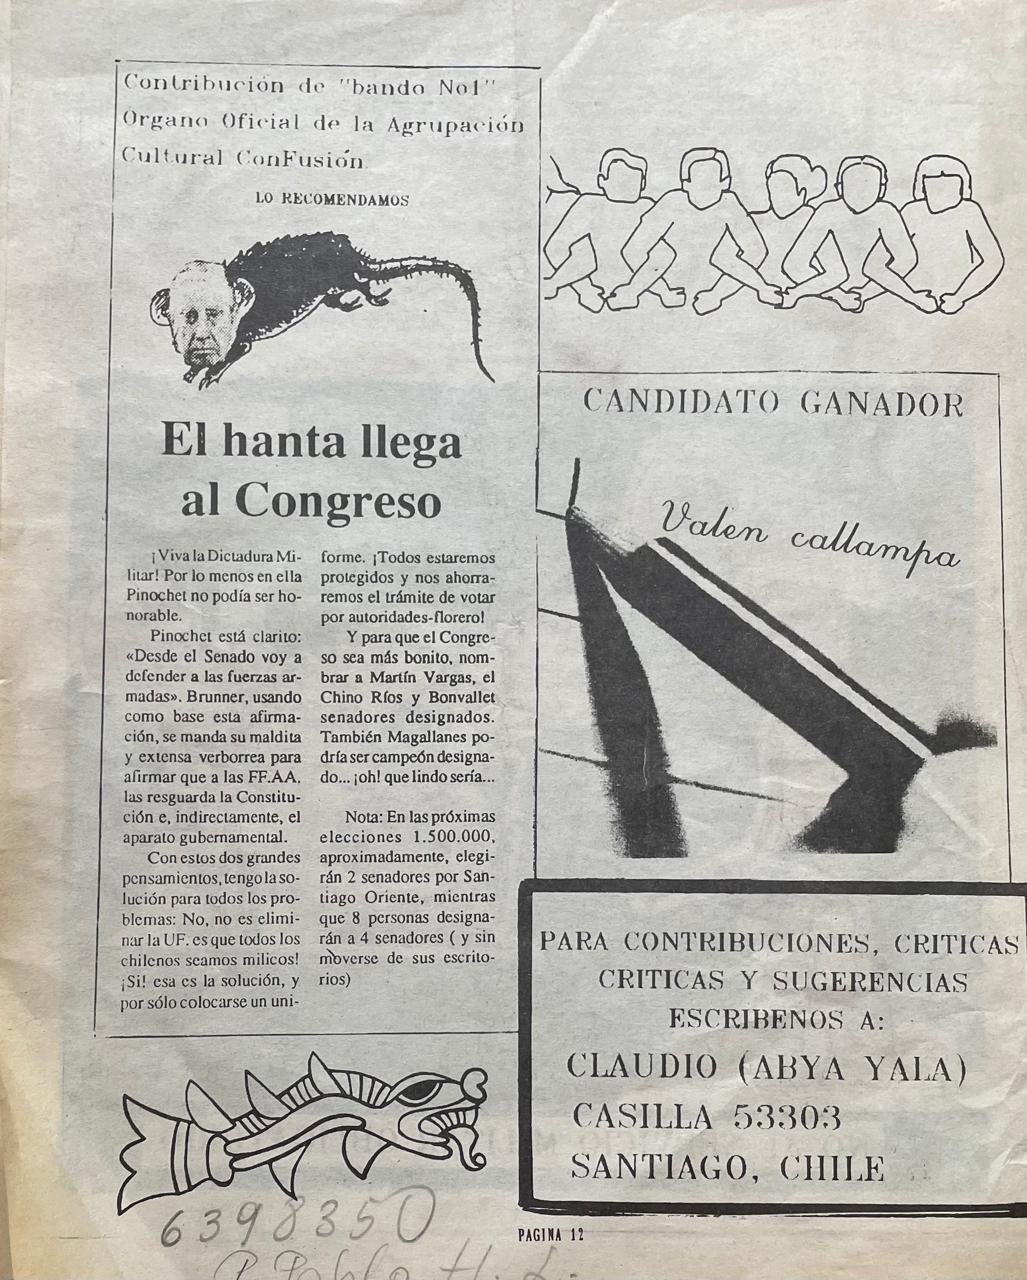 Contribución de "bando No1"
Organo Oficial de la Agrupación
Cultural ConFusión
LO RECOMENDAMOS
El hanta llega
al Congreso
¡Viva la Dictadura Mi-
litar! Por lo menos en ella
Pinochet no podía ser ho-
norable.
Pinochet está clarito:
«Desde el Senado voy a
defender a las fuerzas ar-
madas». Brunner, usando
como base esta afirma-
ción, se manda su maldita
y extensa verborrea para
afirmar que a las FF.AA.
las resguarda la Constitu-
ción e, indirectamente, el
aparato gubernamental.
Con estos dos grandes
pensamientos, tengo la so-
lución para todos los pro-
blemas: No, no es elimi-
nar la UF. es que todos los
chilenos seamos milicos!
¡Si! esa es la solución, y
por sólo colocarse un uni-
forme. ¡Todos estaremos
protegidos y nos ahorra-
remos el trámite de votar
por autoridades-florero!
Y para que el Congre-
so sea más bonito, nom-
brar a Martín Vargas, el
Chino Ríos y Bonvallet
senadores designados.
También Magallanes po-
dría ser campeón designa-
do... ¡oh! que lindo sería...
Nota: En las próximas
elecciones 1.500.000,
aproximadamente, elegi-
rán 2 senadores por San-
tiago Oriente, mientras
que 8 personas designa-
rán a 4 senadores ( y sin
moverse de sus escrito-
rios)
CANDIDATO GANADOR
Valen callampa
PARA CONTRIBUCIONES, CRITICAS
CRITICAS Y SUGERENCIAS
ESCRIBENOS A:
CLAUDIO (ABYA YALA)
CASILLA 53303
SANTIAGO, CHILE
6398350
PAGINA 12
P. Pablo H. L.